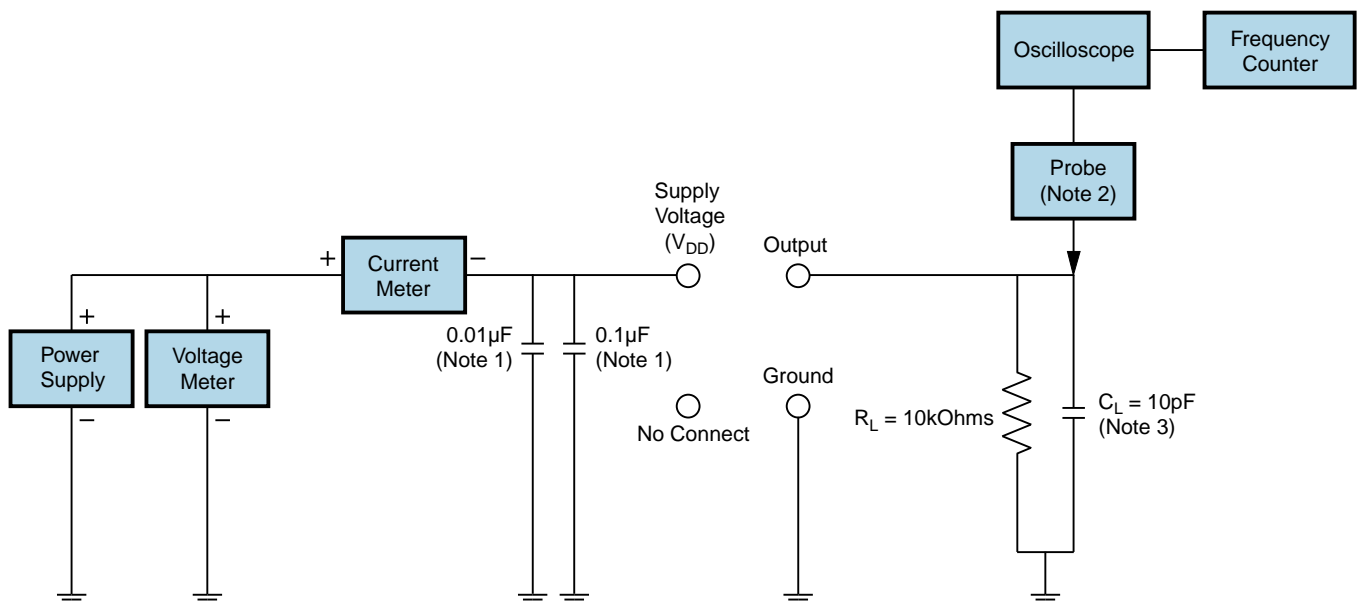 Oscilloscope
Frequency
Counter
Probe
(Note 2)
Supply
Voltage
(V_DD)
Output
+
Current
Meter
−
+
Power
Supply
−
+
Voltage
Meter
−
0.01µF
(Note 1)
0.1µF
(Note 1)
No Connect
Ground
R_L = 10kOhms
C_L = 10pF
(Note 3)